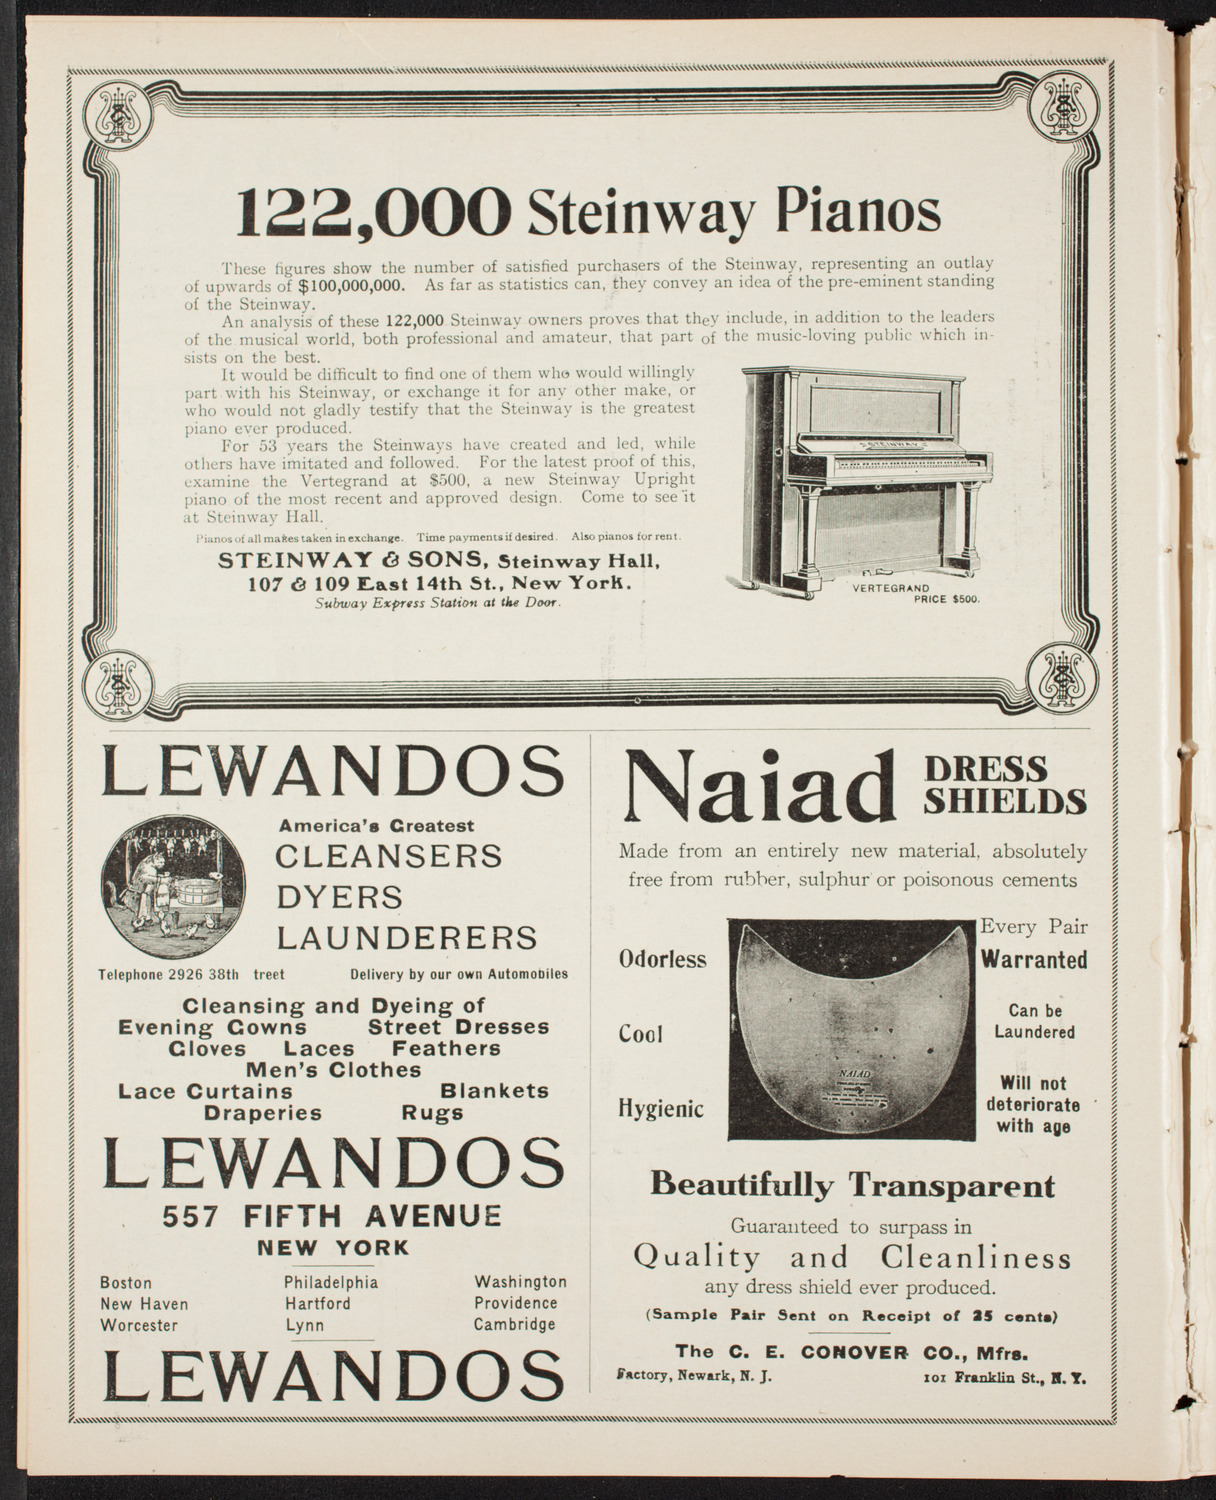 122,000 Steinway Pianos
These figures show the number of satisfied purchasers of the Steinway, representing an outlay
of upwards of $100,000,000. As far as statistics can, they convey an idea of the pre-eminent standing
of the Steinway.
An analysis of these 122,000 Steinway owners proves that they include, in addition to the leaders
of the musical world, both professional and amateur, that part of the music-loving public which in-
sists on the best.
It would be difficult to find one of them who would willingly
part with his Steinway, or exchange it for any other make, or
who would not gladly testify that the Steinway is the greatest
piano ever produced.
For 53 years the Steinways have created and led, while
others have imitated and followed. For the latest proof of this,
examine the Vertegrand at $500, a new Steinway Upright
piano of the most recent and approved design. Come to see it
at Steinway Hall.
Pianos of all makes taken in exchange. Time payments if desired. Also pianos for rent.
STEINWAY & SONS, Steinway Hall,
107 & 109 East 14th St., New York.
Subway Express Station at the Door.
STEINWAY
VERTEGRAND
PRICE $500.
LEWANDOS
America's Greatest
CLEANSERS
DYERS
LAUNDERERS
Telephone 2926 38th treet Delivery by our own Automobiles
Cleansing and Dyeing of
Evening Gowns Street Dresses
Gloves Laces Feathers
Men's Clothes
Lace Curtains Blankets
Draperies Rugs
LEWANDOS
557 FIFTH AVENUE
NEW YORK
Boston Philadelphia Washington
New Haven Hartford Providence
Worcester Lynn Cambridge
LEWANDOS
Naiad DRESS
SHIELDS
Made from an entirely new material, absolutely
free from rubber, sulphur or poisonous cements
Odorless
Cool
Hygienic
NAIAD
Every Pair
Warranted
Can be
Laundered
Will not
deteriorate
with age
Beautifully Transparent
Guaranteed to surpass in
Quality and Cleanliness
any dress shield ever produced.
(Sample Pair Sent on Receipt of 25 cents)
The C. E. CONOVER CO., Mfrs.
Factory, Newark, N. J. 101 Franklin St., N. Y.